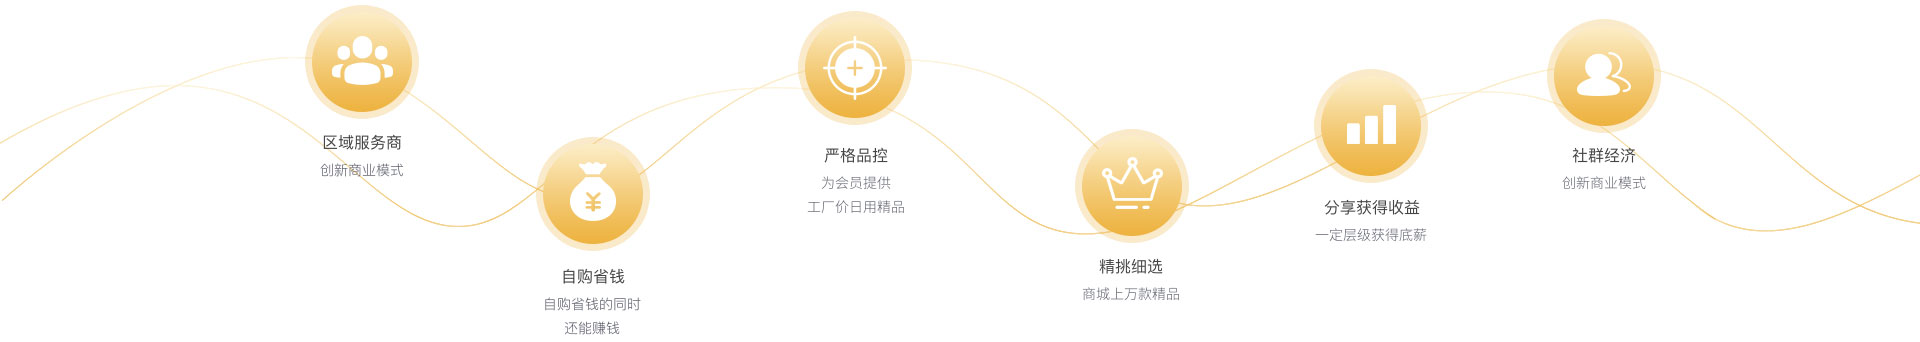 区域服务商
创新商业模式
自购省钱
自购省钱的同时
还能赚钱
严格品控
为会员提供
工厂价日用精品
精挑细选
商城上万款精品
分享获得收益
一定层级获得底薪
社群经济
创新商业模式